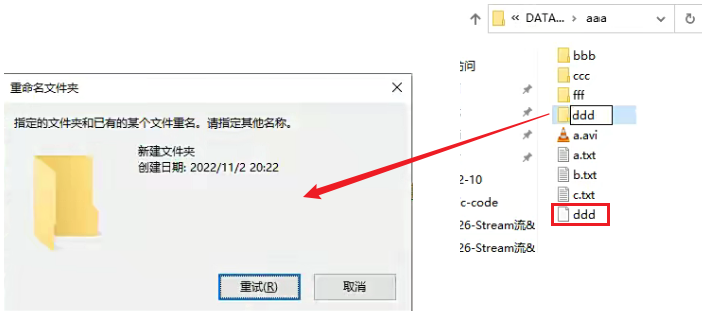 重命名文件夹
指定的文件夹和已有的某个文件重名。请指定其他名称。
新建文件夹
创建日期: 2022/11/2 20:22
重试(R)
取消
« DATA... › aaa
访问
2-10
c-code
26-Stream流&
26-Stream流&
bbb
ccc
fff
ddd
a.avi
a.txt
b.txt
c.txt
ddd